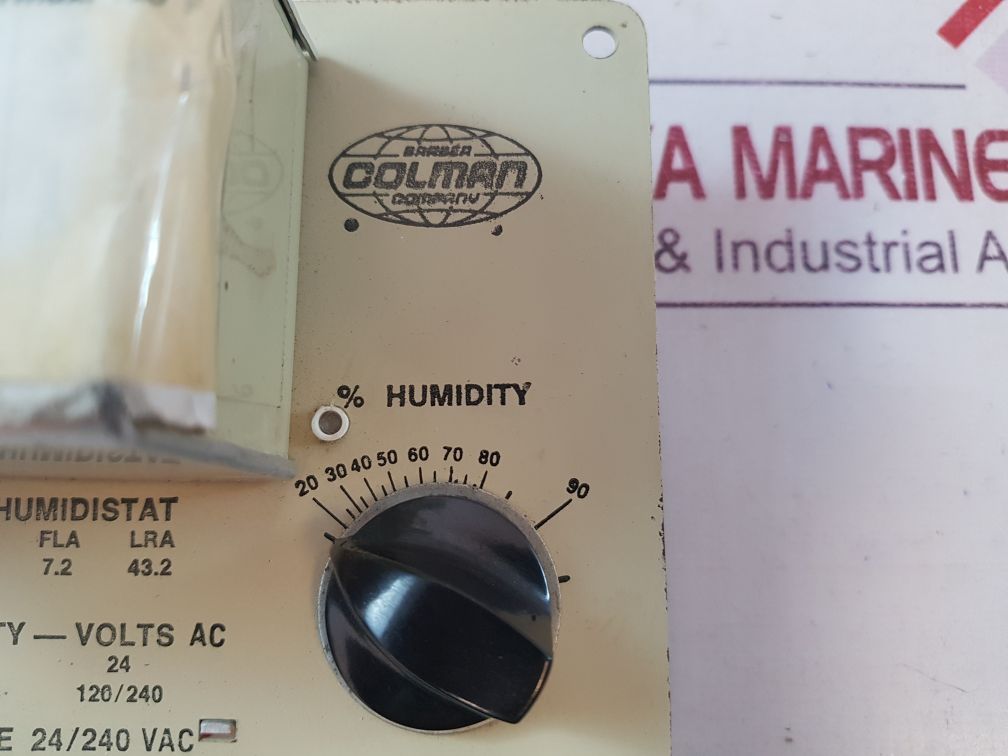 BARBER
COLMAN
COMPANY
A MARINE
& Industrial A
% HUMIDITY
20 30 40 50 60 70 80 90
HUMIDISTAT
FLA LRA
7.2 43.2
TY — VOLTS AC
24
120/240
E 24/240 VAC